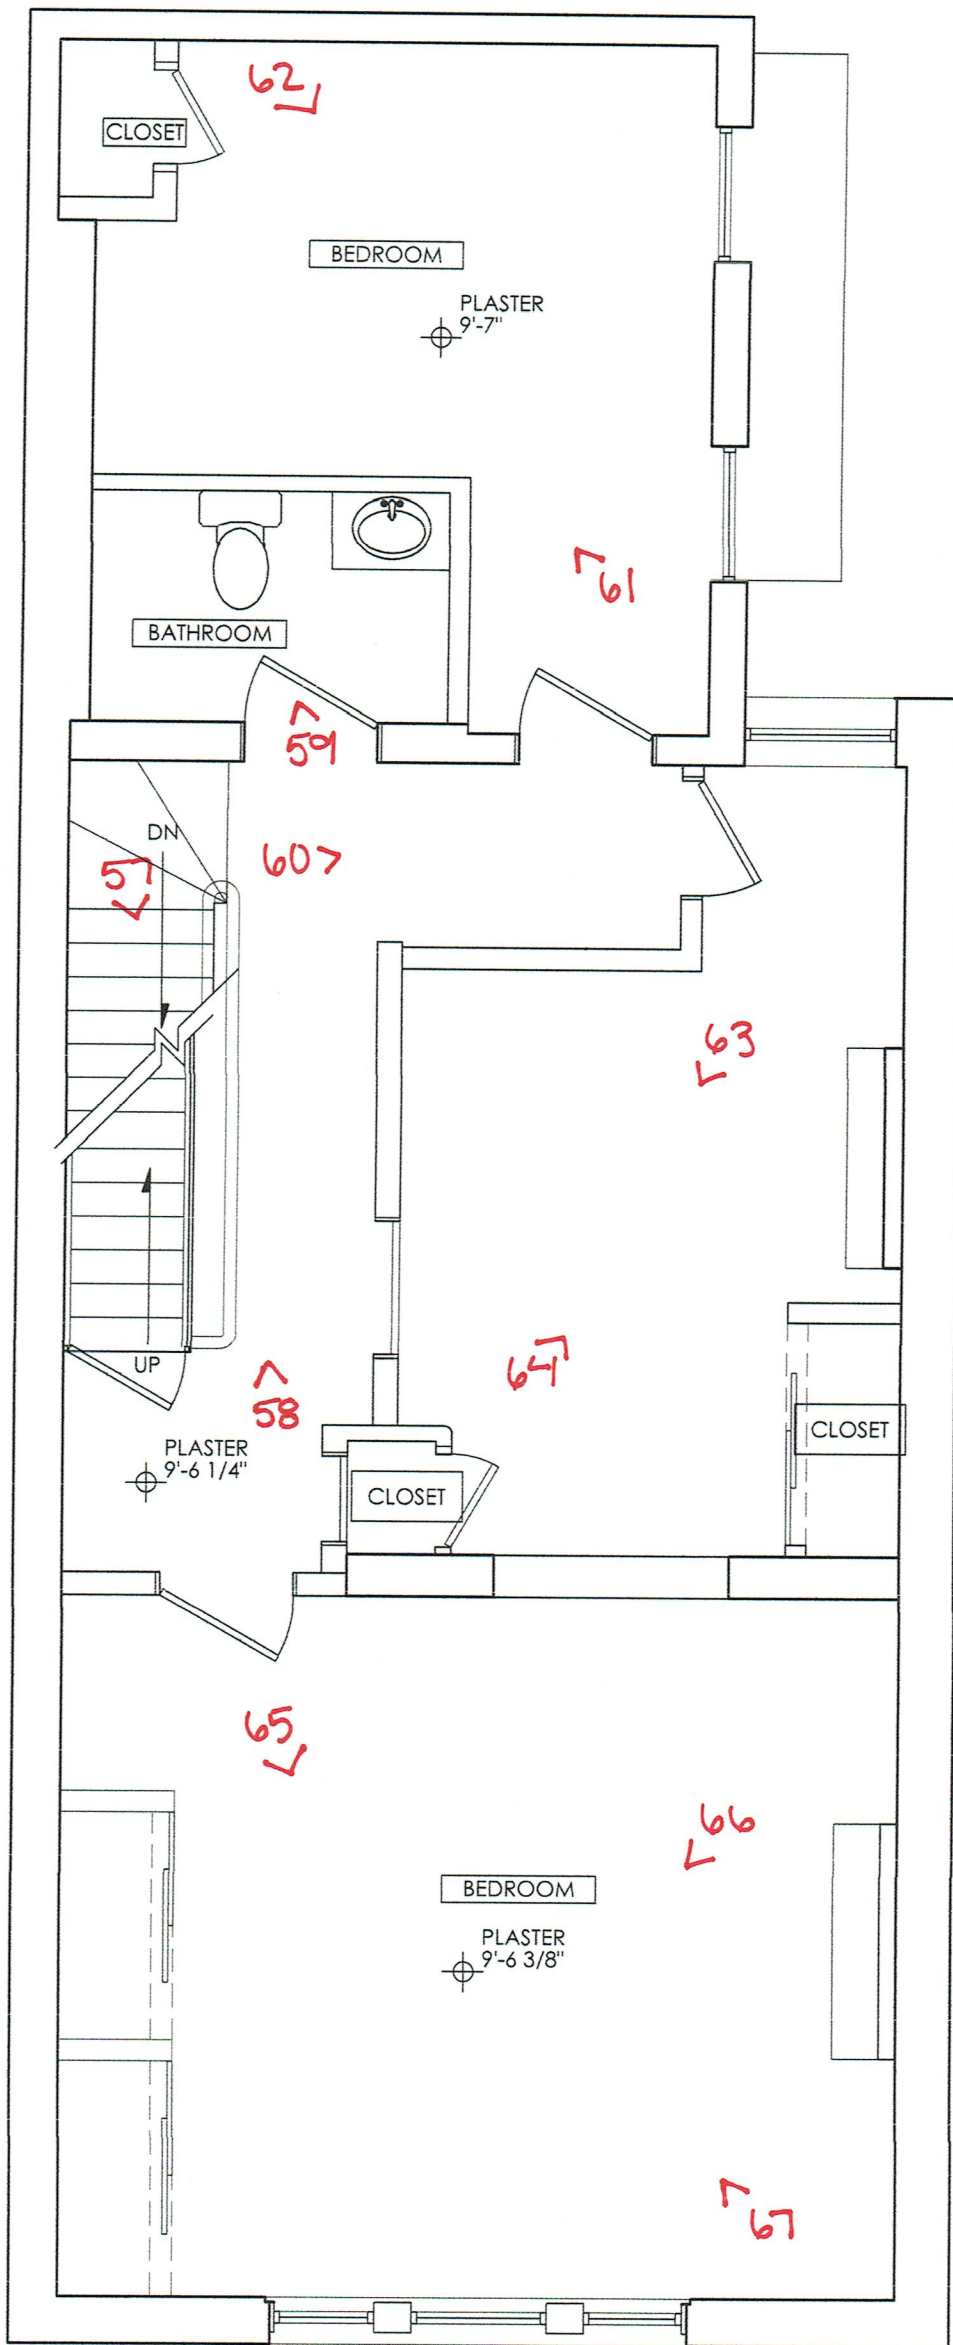 62
CLOSET
BEDROOM
PLASTER
9'-7"
61
BATHROOM
59
DN
60
57
63
64
UP
58
CLOSET
PLASTER
9'-6 1/4"
CLOSET
65
66
BEDROOM
PLASTER
9'-6 3/8"
67